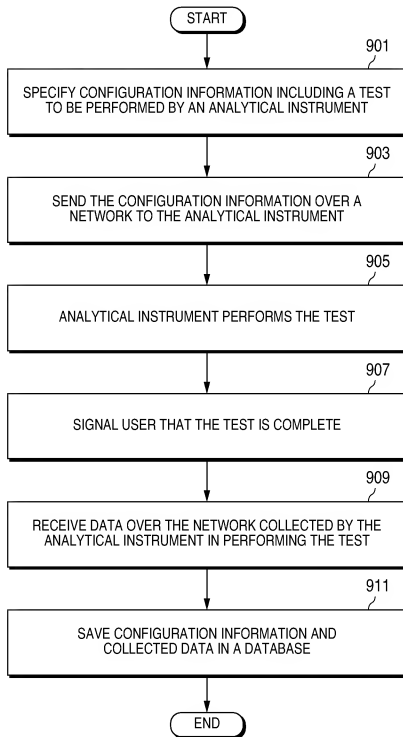 START
901
SPECIFY CONFIGURATION INFORMATION INCLUDING A TEST
TO BE PERFORMED BY AN ANALYTICAL INSTRUMENT
903
SEND THE CONFIGURATION INFORMATION OVER A
NETWORK TO THE ANALYTICAL INSTRUMENT
905
ANALYTICAL INSTRUMENT PERFORMS THE TEST
907
SIGNAL USER THAT THE TEST IS COMPLETE
909
RECEIVE DATA OVER THE NETWORK COLLECTED BY THE
ANALYTICAL INSTRUMENT IN PERFORMING THE TEST
911
SAVE CONFIGURATION INFORMATION AND
COLLECTED DATA IN A DATABASE
END